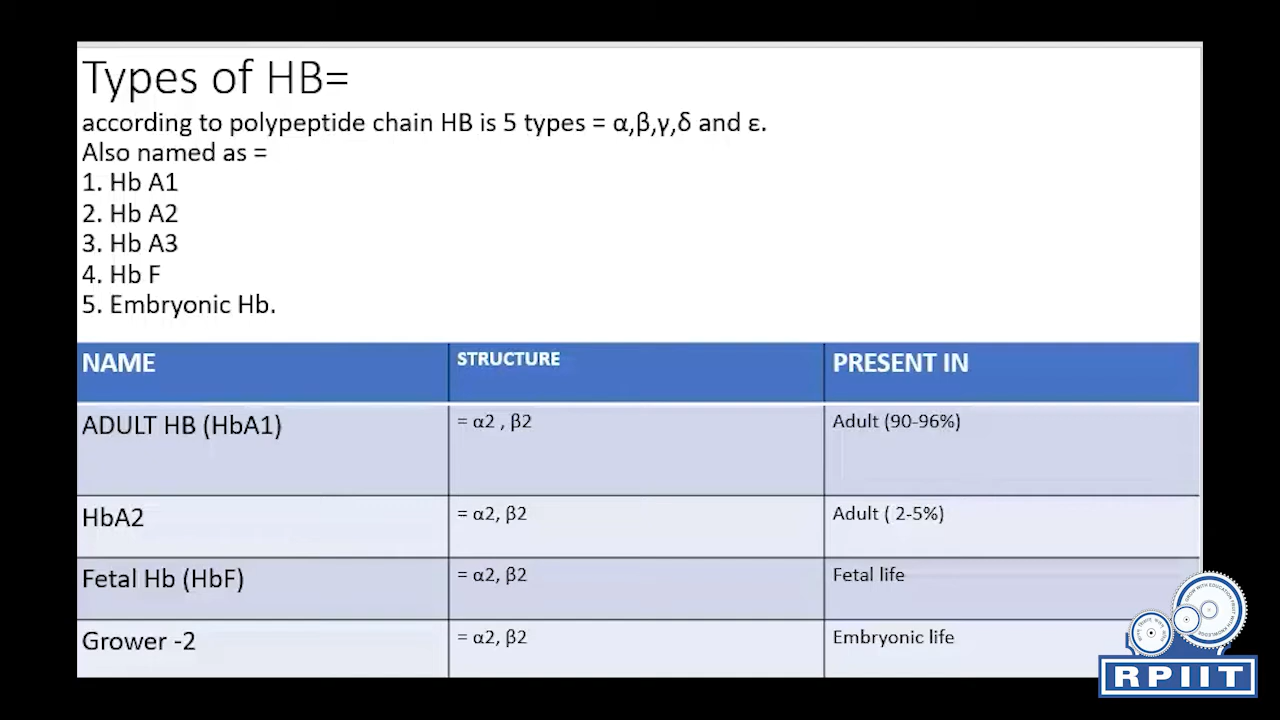 Types of HB=
according to polypeptide chain HB is 5 types = α,β,γ,δ and ε.
Also named as =
1. Hb A1
2. Hb A2
3. Hb A3
4. Hb F
5. Embryonic Hb.
NAME STRUCTURE PRESENT IN
ADULT HB (HbA1) = α2 , β2 Adult (90-96%)
HbA2 = α2, β2 Adult ( 2-5%)
Fetal Hb (HbF) = α2, β2 Fetal life
Grower -2 = α2, β2 Embryonic life
RPIIT